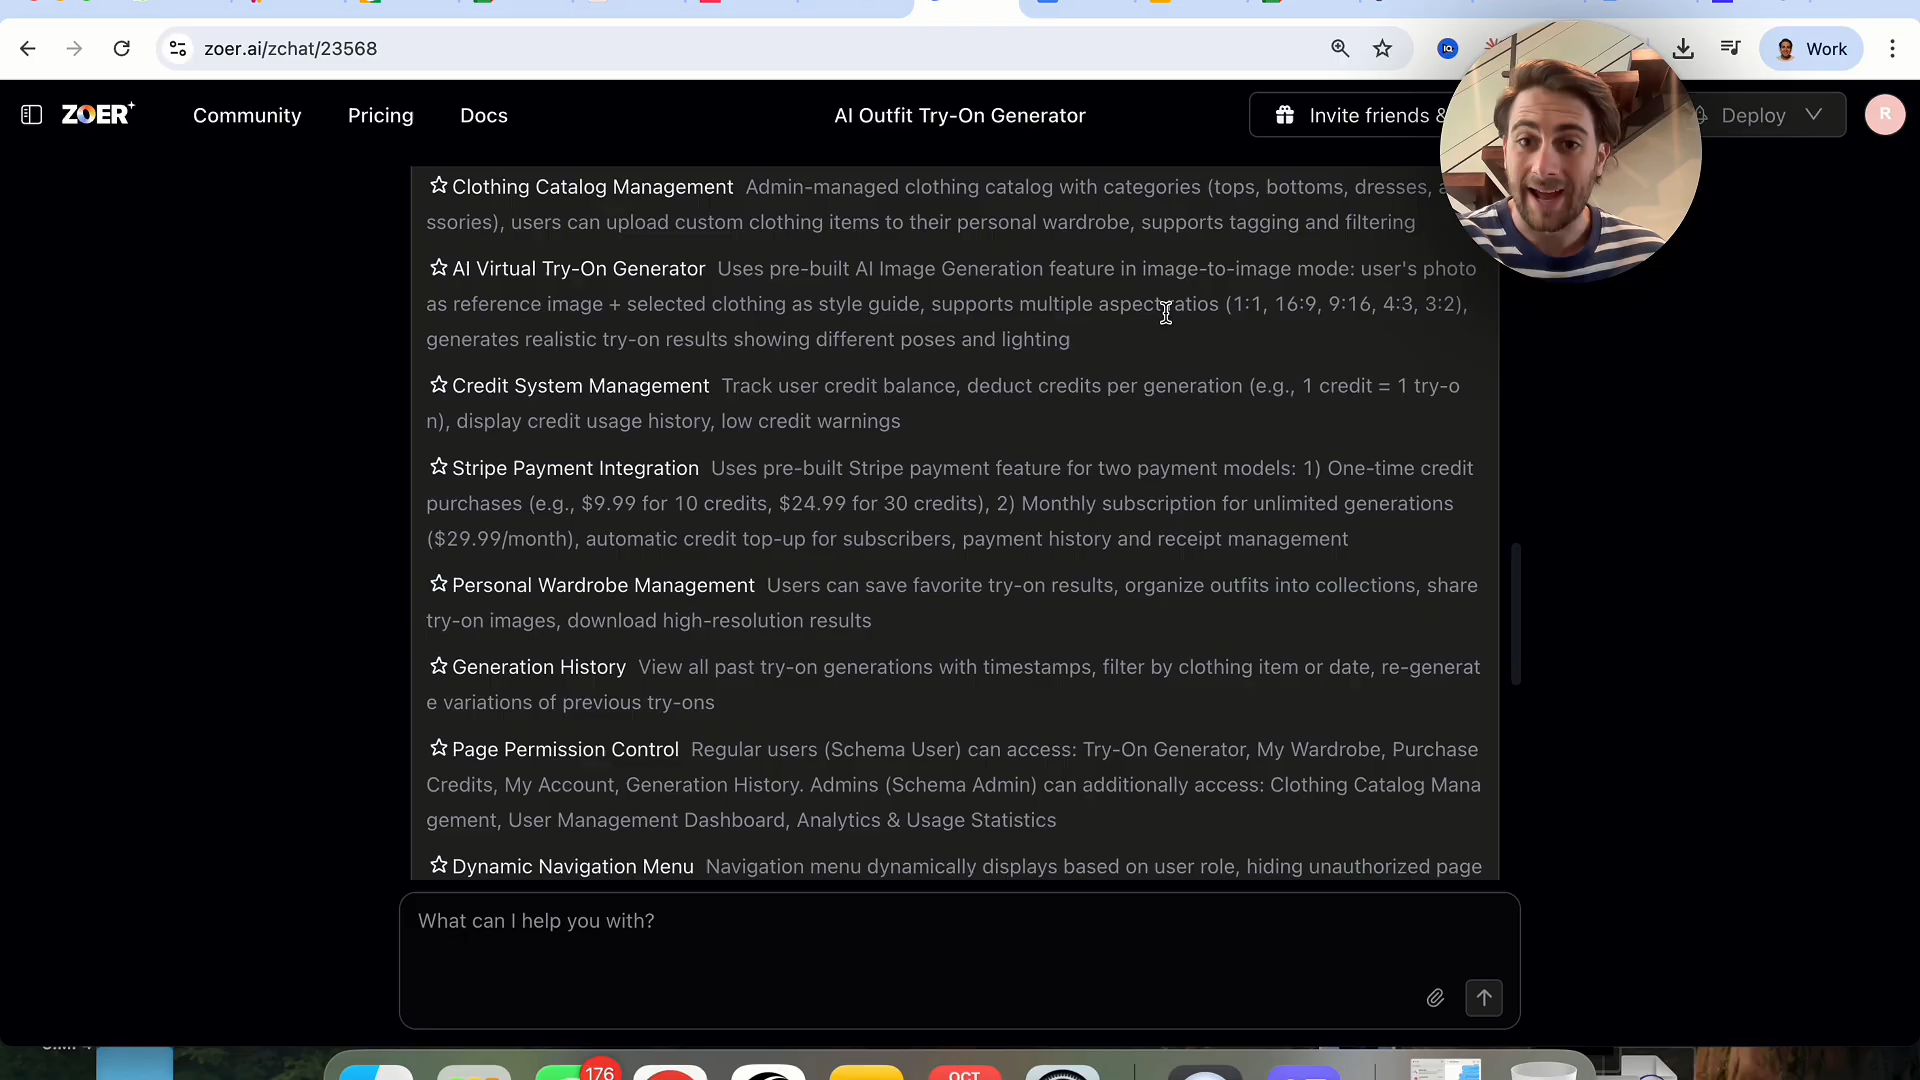 zoer.ai/zchat/23568
Work
ZOER
Community
Pricing
Docs
AI Outfit Try-On Generator
Invite friends &
Deploy
R
Clothing Catalog Management Admin-managed clothing catalog with categories (tops, bottoms, dresses,
ssories), users can upload custom clothing items to their personal wardrobe, supports tagging and filtering
AI Virtual Try-On Generator Uses pre-built AI Image Generation feature in image-to-image mode: user's photo
as reference image + selected clothing as style guide, supports multiple aspect ratios (1:1, 16:9, 9:16, 4:3, 3:2),
generates realistic try-on results showing different poses and lighting
Credit System Management Track user credit balance, deduct credits per generation (e.g., 1 credit = 1 try-o
n), display credit usage history, low credit warnings
Stripe Payment Integration Uses pre-built Stripe payment feature for two payment models: 1) One-time credit
purchases (e.g., $9.99 for 10 credits, $24.99 for 30 credits), 2) Monthly subscription for unlimited generations
($29.99/month), automatic credit top-up for subscribers, payment history and receipt management
Personal Wardrobe Management Users can save favorite try-on results, organize outfits into collections, share
try-on images, download high-resolution results
Generation History View all past try-on generations with timestamps, filter by clothing item or date, re-generat
e variations of previous try-ons
Page Permission Control Regular users (Schema User) can access: Try-On Generator, My Wardrobe, Purchase
Credits, My Account, Generation History. Admins (Schema Admin) can additionally access: Clothing Catalog Mana
gement, User Management Dashboard, Analytics & Usage Statistics
Dynamic Navigation Menu Navigation menu dynamically displays based on user role, hiding unauthorized page
What can I help you with?
176
OCT